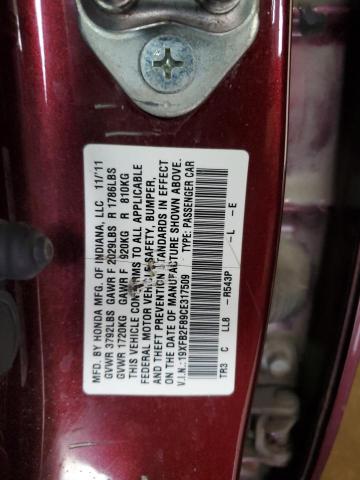 MFD. BY HONDA MFG. OF INDIANA, LLC 11/11
GVWR 3792LBS GAWR F 2029LBS R 1786LBS
GVWR 1720KG GAWR F 920KG R 810KG
THIS VEHICLE CONFORMS TO ALL APPLICABLE
FEDERAL MOTOR VEHICLE SAFETY, BUMPER,
AND THEFT PREVENTION STANDARDS IN EFFECT
ON THE DATE OF MANUFACTURE SHOWN ABOVE.
V.I.N.:19XFB2F89CE317509 TYPE: PASSENGER CAR
TR3 C LL8 -R543P -L -E